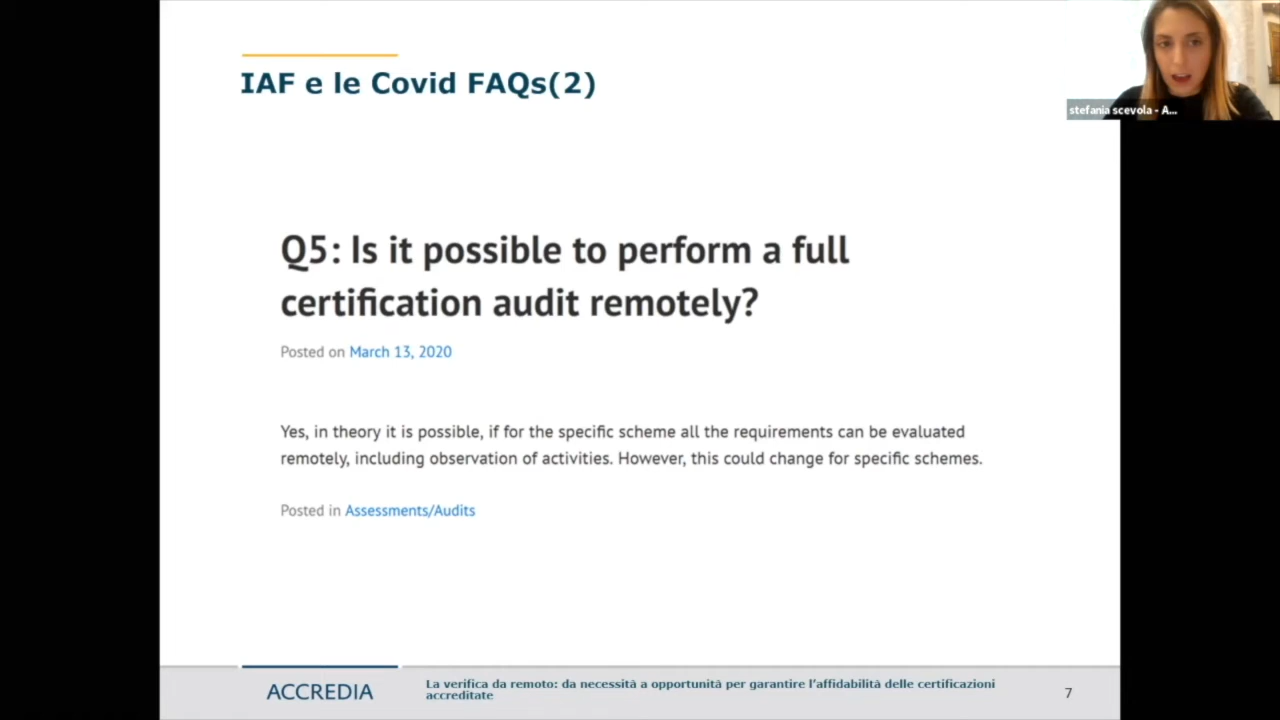 IAF e le Covid FAQs(2)
stefania scevola - A...
Q5: Is it possible to perform a full
certification audit remotely?
Posted on March 13, 2020
Yes, in theory it is possible, if for the specific scheme all the requirements can be evaluated
remotely, including observation of activities. However, this could change for specific schemes.
Posted in Assessments/Audits
ACCREDIA
La verifica da remoto: da necessità a opportunità per garantire l'affidabilità delle certificazioni
accreditate
7